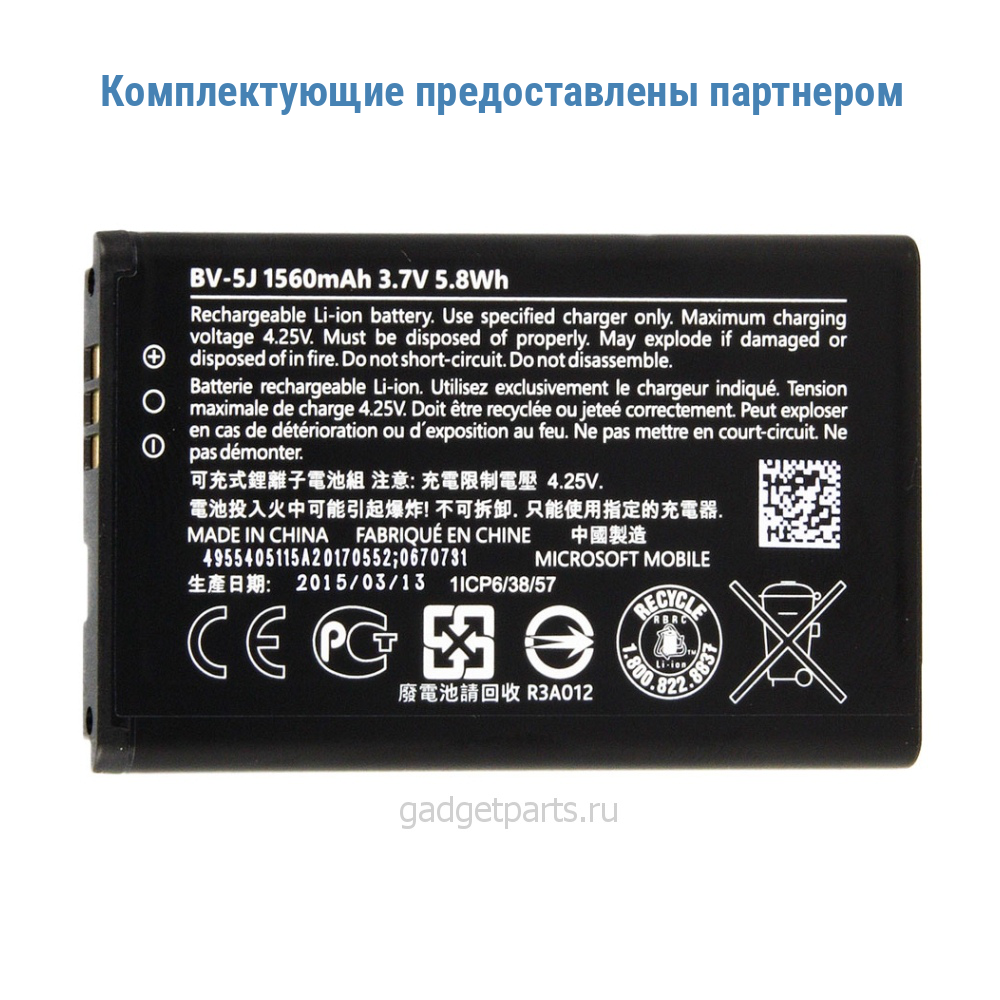 Комплектующие предоставлены партнером
BV-5J 1560mAh 3.7V 5.8Wh
Rechargeable Li-ion battery. Use specified charger only. Maximum charging
voltage 4.25V. Must be disposed of properly. May explode if damaged or
disposed of in fire. Do not short-circuit. Do not disassemble.
Batterie rechargeable Li-ion. Utilisez exclusivement le chargeur indiqué. Tension
maximale de charge 4.25V. Doit être recyclée ou jeteé correctement. Peut exploser
en cas de détérioration ou d´exposition au feu. Ne pas mettre en court-circuit. Ne
pas démonter.
可充式鋰離子電池組 注意: 充電限制電壓 4.25V.
電池投入火中可能引起爆炸! 不可拆卸. 只能使用指定的充電器.
MADE IN CHINA FABRIQUÉ EN CHINE 中國製造
4955405115A20170552;0670731 MICROSOFT MOBILE
生產日期: 2015/03/13 1ICP6/38/57
CE PCT
RECYCLE
RBRC
Li-ion
TM
1.800.822.8837
廢電池請回收 R3A012
gadgetparts.ru